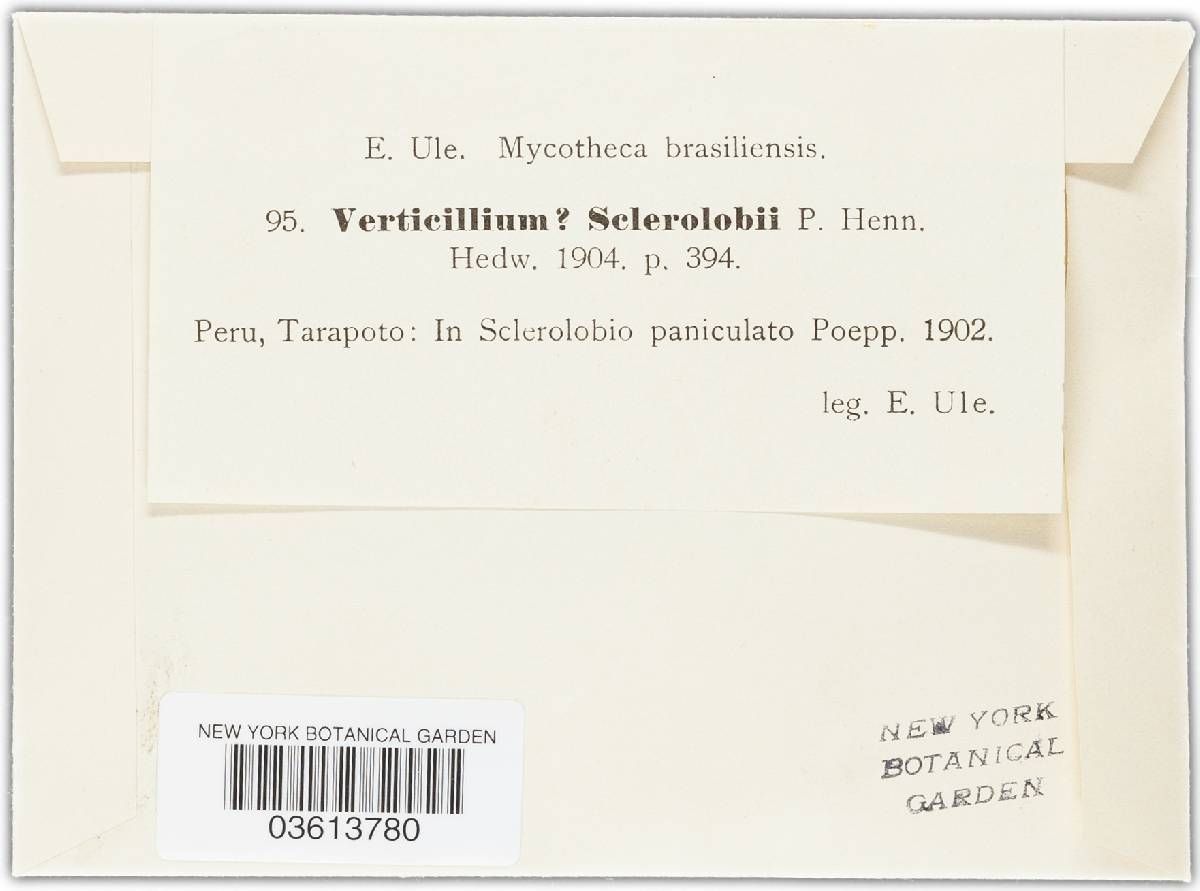 E. Ule. Mycotheca brasiliensis.
95. Verticillium? Sclerolobii P. Henn.
Hedw. 1904. p. 394.
Peru, Tarapoto: In Sclerolobio paniculato Poepp. 1902.
leg. E. Ule.
NEW YORK BOTANICAL GARDEN
03613780
NEW YORK
BOTANICAL
GARDEN